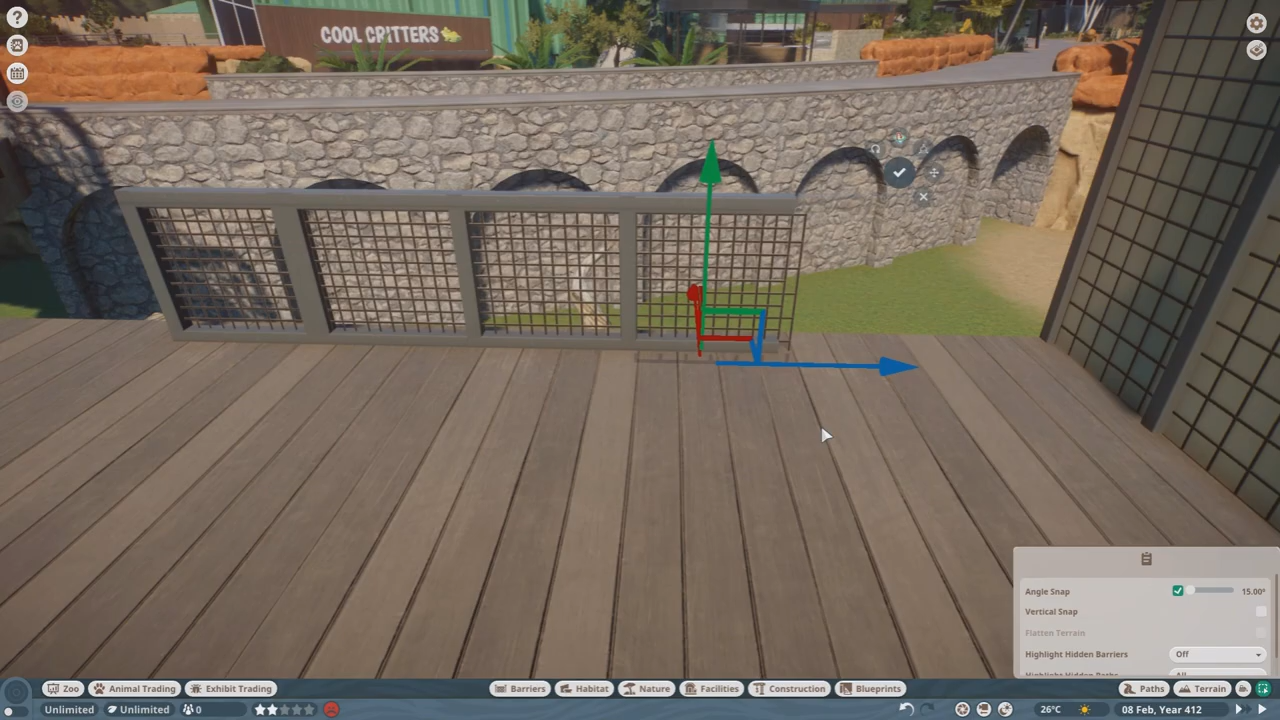 ?
COOL CRITTERS
Angle Snap 15.00°
Vertical Snap
Flatten Terrain
Highlight Hidden Barriers Off
Zoo Animal Trading Exhibit Trading Barriers Habitat Nature Facilities Construction Blueprints Paths Terrain
Unlimited Unlimited 0 26°C 08 Feb, Year 412